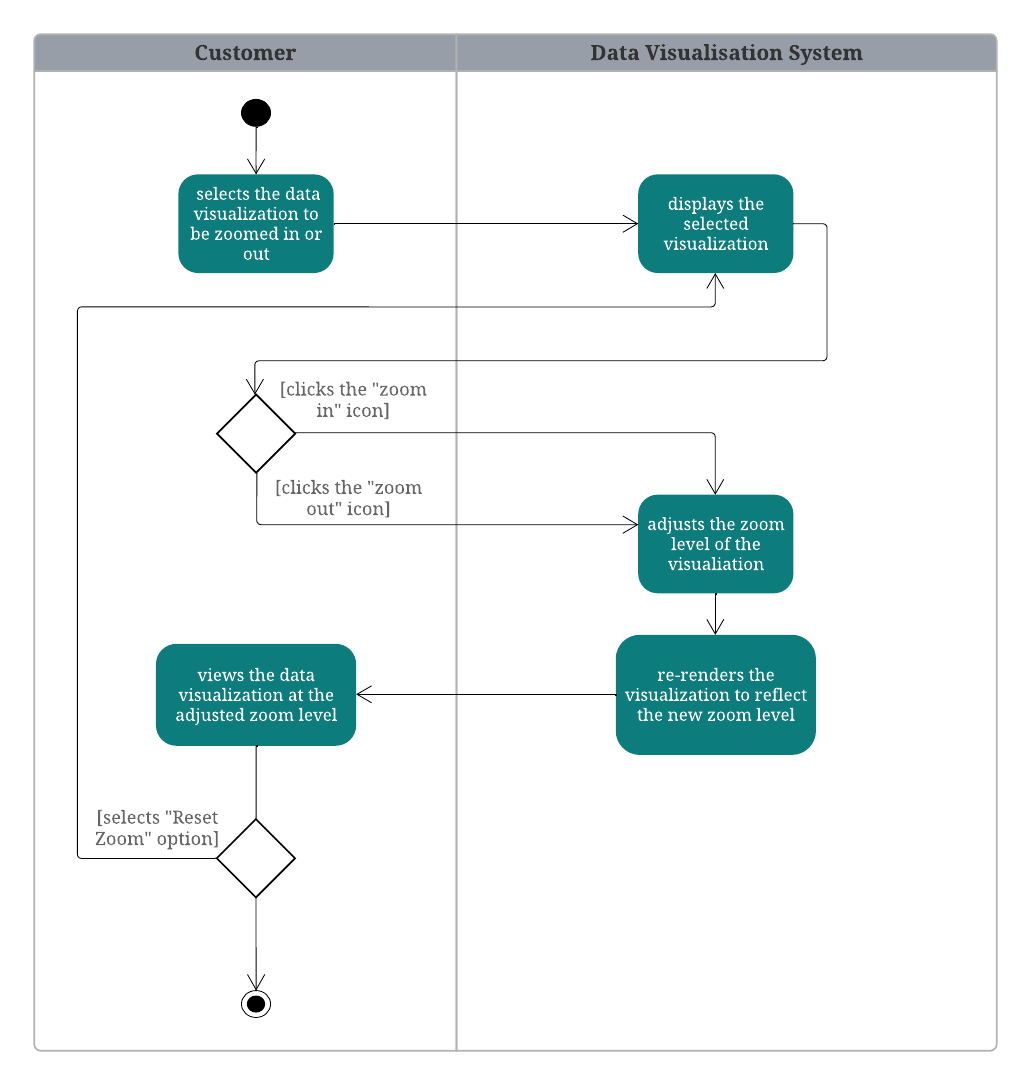 Customer
Data Visualisation System
selects the data
visualization to
be zoomed in or
out
displays the
selected
visualization
[clicks the "zoom
in" icon]
[clicks the "zoom
out" icon]
adjusts the zoom
level of the
visualiation
views the data
visualization at the
adjusted zoom level
re-renders the
visualization to reflect
the new zoom level
[selects "Reset
Zoom" option]